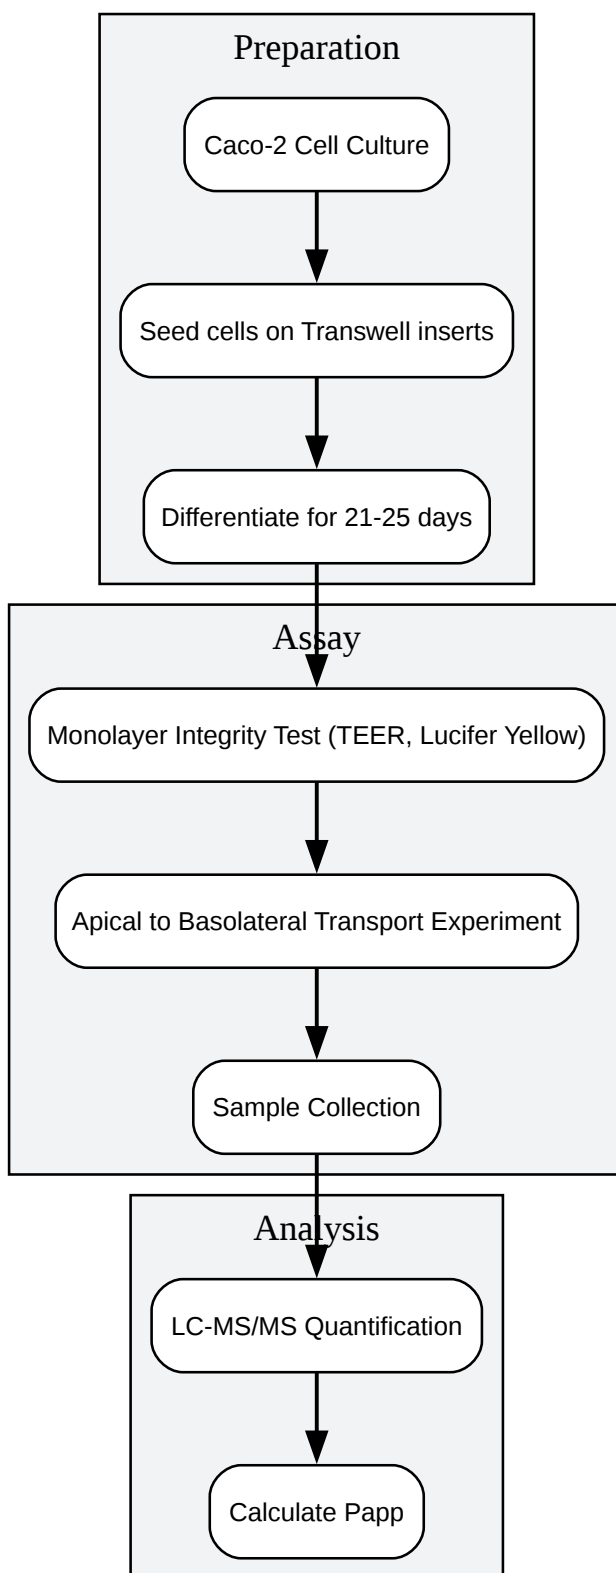 Preparation
Caco-2 Cell Culture
Seed cells on Transwell inserts
Differentiate for 21-25 days
Assay
Monolayer Integrity Test (TEER, Lucifer Yellow)
Apical to Basolateral Transport Experiment
Sample Collection
Analysis
LC-MS/MS Quantification
Calculate Papp